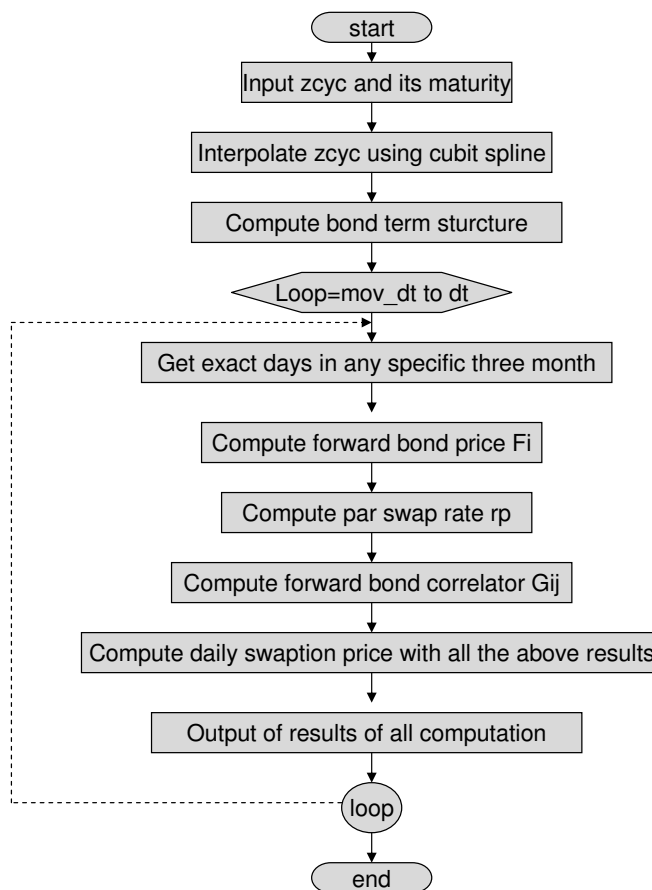 start
Input zcyc and its maturity
Interpolate zcyc using cubit spline
Compute bond term sturcture
Loop=mov_dt to dt
Get exact days in any specific three month
Compute forward bond price Fi
Compute par swap rate rp
Compute forward bond correlator Gij
Compute daily swaption price with all the above results
Output of results of all computation
loop
end